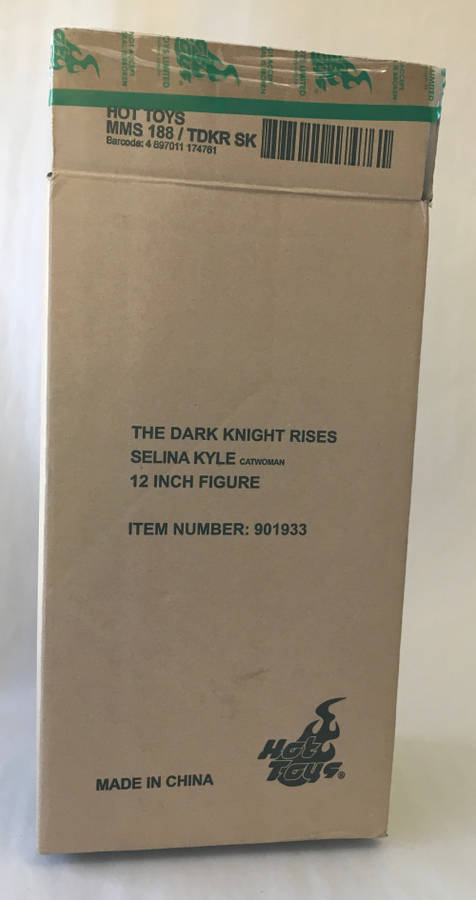 HOT TOYS
MMS 188 / TDKR SK
Barcode: 4 897011 174781
THE DARK KNIGHT RISES
SELINA KYLE CATWOMAN
12 INCH FIGURE
ITEM NUMBER: 901933
Hot
Toys®
MADE IN CHINA